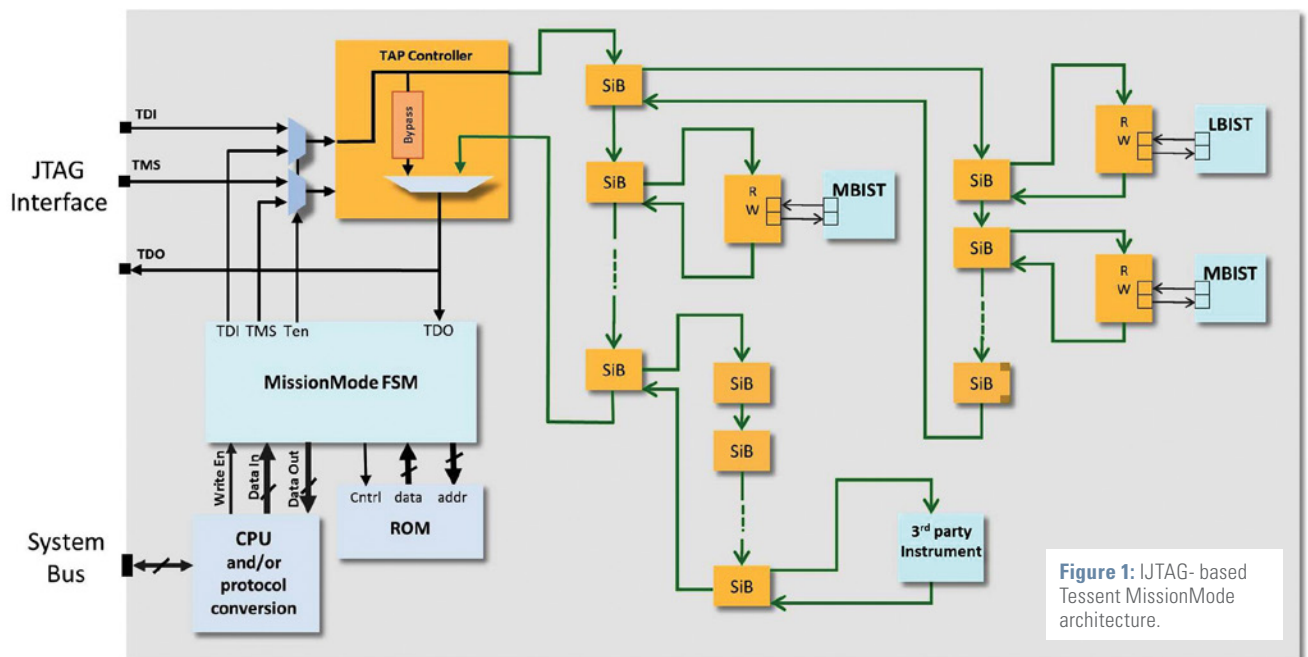 JTAG
Interface
TDI
TMS
TDO
TAP Controller
Bypass
TDI TMS Ten TDO
MissionMode FSM
Write En
Data In
Data Out
Cntrl data addr
ROM
System
Bus
CPU
and/or
protocol
conversion
SiB
SiB
SiB
R
W
MBIST
SiB
SiB
SiB
3rd party
Instrument
SiB
SiB
SiB
R
W
LBIST
R
W
MBIST
Figure 1: IJTAG- based
Tessent MissionMode
architecture.